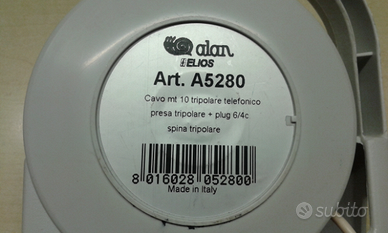 alan
ELIOS
Art. A5280
Cavo mt 10 tripolare telefonico
presa tripolare + plug 6/4c
spina tripolare
8 016028 052800
Made in Italy
subito